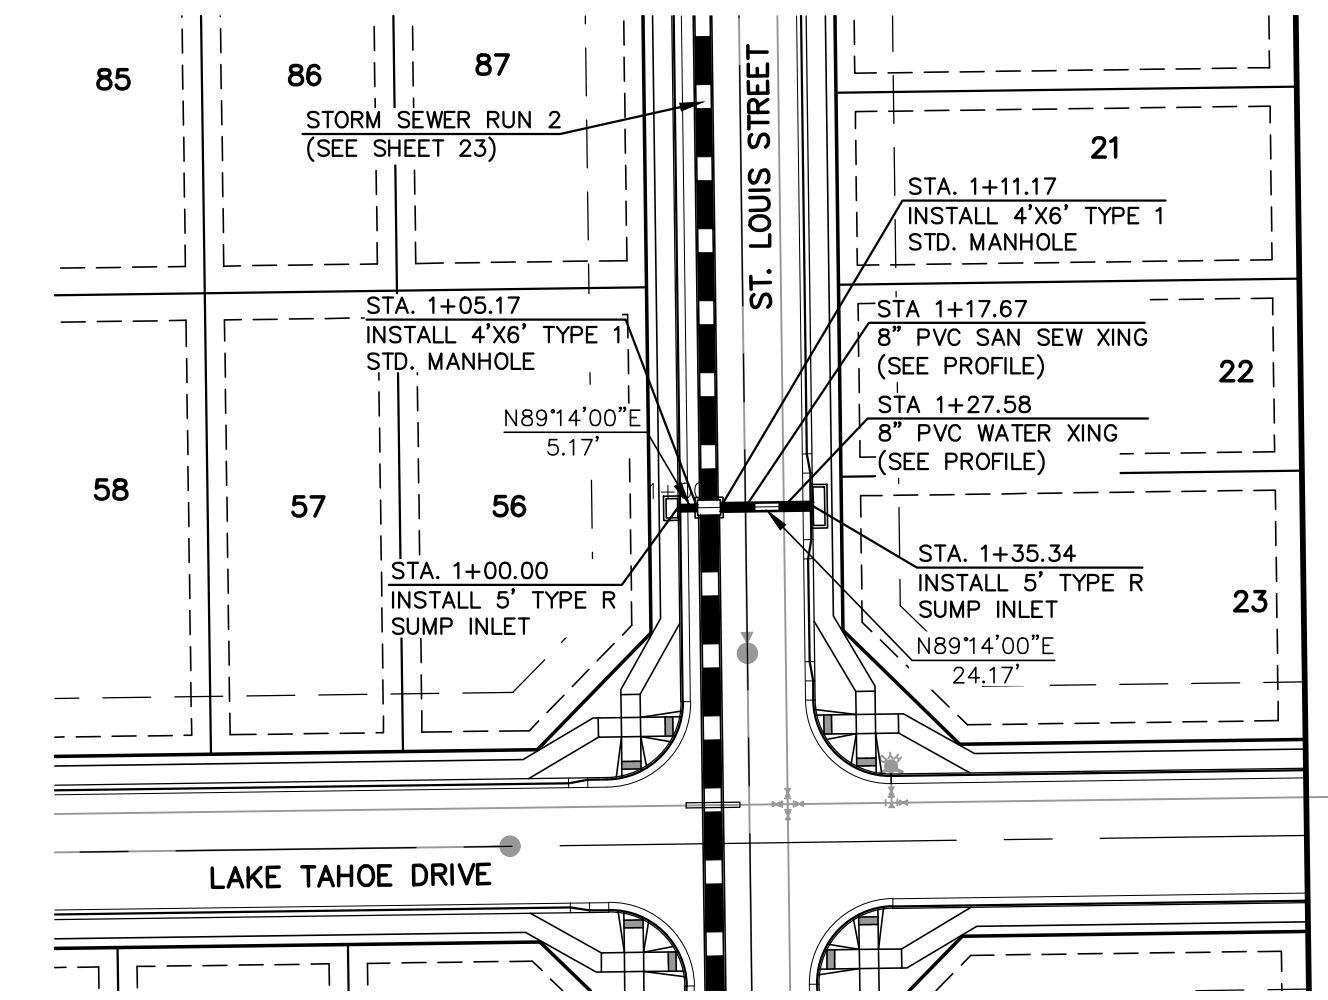 85
86
87
STORM SEWER RUN 2
(SEE SHEET 23)
ST. LOUIS STREET
21
STA. 1+11.17
INSTALL 4'X6' TYPE 1
STD. MANHOLE
STA. 1+05.17
INSTALL 4'X6' TYPE 1
STD. MANHOLE
STA 1+17.67
8" PVC SAN SEW XING
(SEE PROFILE)
22
STA 1+27.58
8" PVC WATER XING
(SEE PROFILE)
N89°14'00"E
5.17'
58
57
56
STA. 1+00.00
INSTALL 5' TYPE R
SUMP INLET
STA. 1+35.34
INSTALL 5' TYPE R
SUMP INLET
23
N89°14'00"E
24.17'
LAKE TAHOE DRIVE